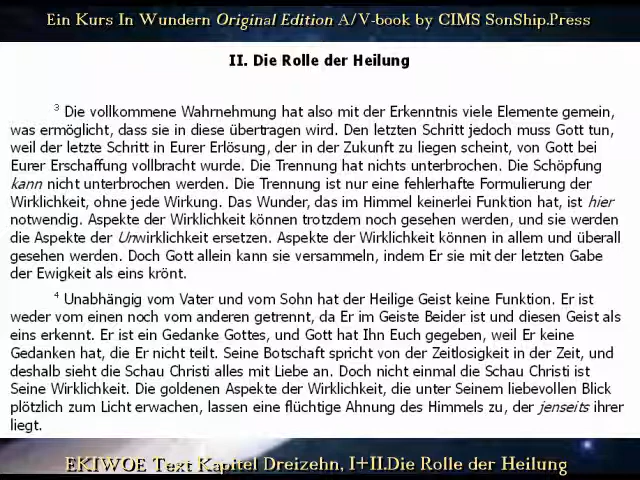 Ein Kurs In Wundern Original Edition A/V-book by CIMS SonShip.Press
II. Die Rolle der Heilung
3 Die vollkommene Wahrnehmung hat also mit der Erkenntnis viele Elemente gemein,
was ermöglicht, dass sie in diese übertragen wird. Den letzten Schritt jedoch muss Gott tun,
weil der letzte Schritt in Eurer Erlösung, der in der Zukunft zu liegen scheint, von Gott bei
Eurer Erschaffung vollbracht wurde. Die Trennung hat nichts unterbrochen. Die Schöpfung
kann nicht unterbrochen werden. Die Trennung ist nur eine fehlerhafte Formulierung der
Wirklichkeit, ohne jede Wirkung. Das Wunder, das im Himmel keinerlei Funktion hat, ist hier
notwendig. Aspekte der Wirklichkeit können trotzdem noch gesehen werden, und sie werden
die Aspekte der Unwirklichkeit ersetzen. Aspekte der Wirklichkeit können in allem und überall
gesehen werden. Doch Gott allein kann sie versammeln, indem Er sie mit der letzten Gabe
der Ewigkeit als eins krönt.
4 Unabhängig vom Vater und vom Sohn hat der Heilige Geist keine Funktion. Er ist
weder vom einen noch vom anderen getrennt, da Er im Geiste Beider ist und diesen Geist als
eins erkennt. Er ist ein Gedanke Gottes, und Gott hat Ihn Euch gegeben, weil Er keine
Gedanken hat, die Er nicht teilt. Seine Botschaft spricht von der Zeitlosigkeit in der Zeit, und
deshalb sieht die Schau Christi alles mit Liebe an. Doch nicht einmal die Schau Christi ist
Seine Wirklichkeit. Die goldenen Aspekte der Wirklichkeit, die unter Seinem liebevollen Blick
plötzlich zum Licht erwachen, lassen eine flüchtige Ahnung des Himmels zu, der jenseits ihrer
liegt.
EKIWOE Text Kapitel Dreizehn, I+II.Die Rolle der Heilung